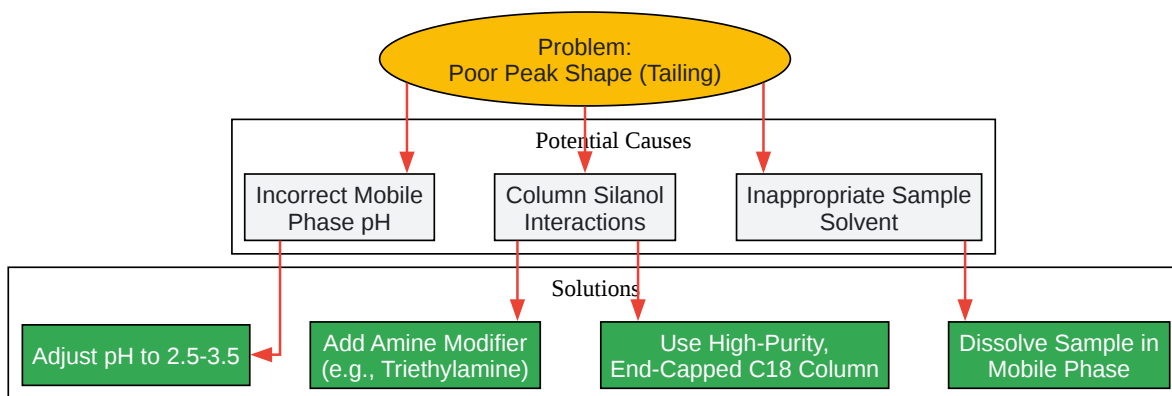 Problem:
Poor Peak Shape (Tailing)
Potential Causes
Incorrect Mobile
Phase pH
Column Silanol
Interactions
Inappropriate Sample
Solvent
Solutions
Adjust pH to 2.5-3.5
Add Amine Modifier
(e.g., Triethylamine)
Use High-Purity,
End-Capped C18 Column
Dissolve Sample in
Mobile Phase